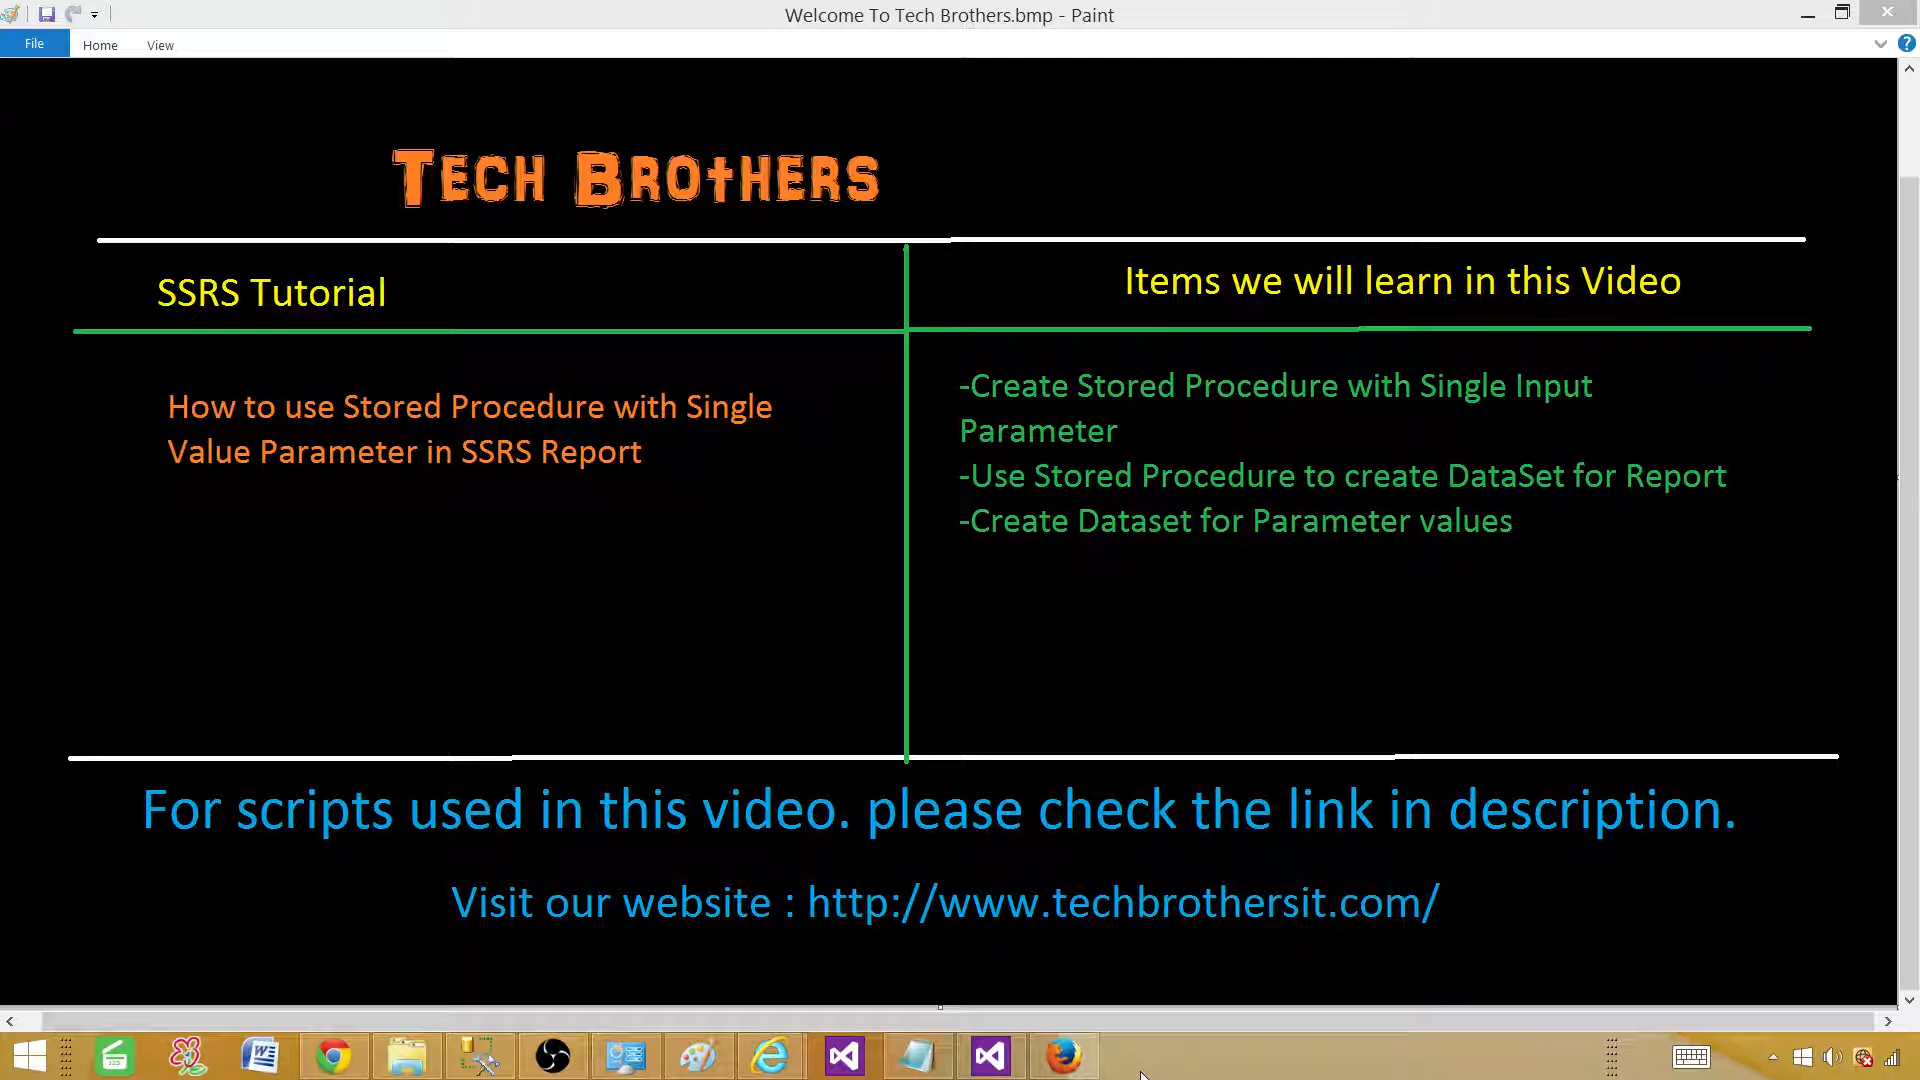 Welcome To Tech Brothers.bmp - Paint
File
Home
View
TECH BROTHERS
SSRS Tutorial
Items we will learn in this Video
How to use Stored Procedure with Single
Value Parameter in SSRS Report
-Create Stored Procedure with Single Input
Parameter
-Use Stored Procedure to create DataSet for Report
-Create Dataset for Parameter values
For scripts used in this video. please check the link in description.
Visit our website : http://www.techbrothersit.com/